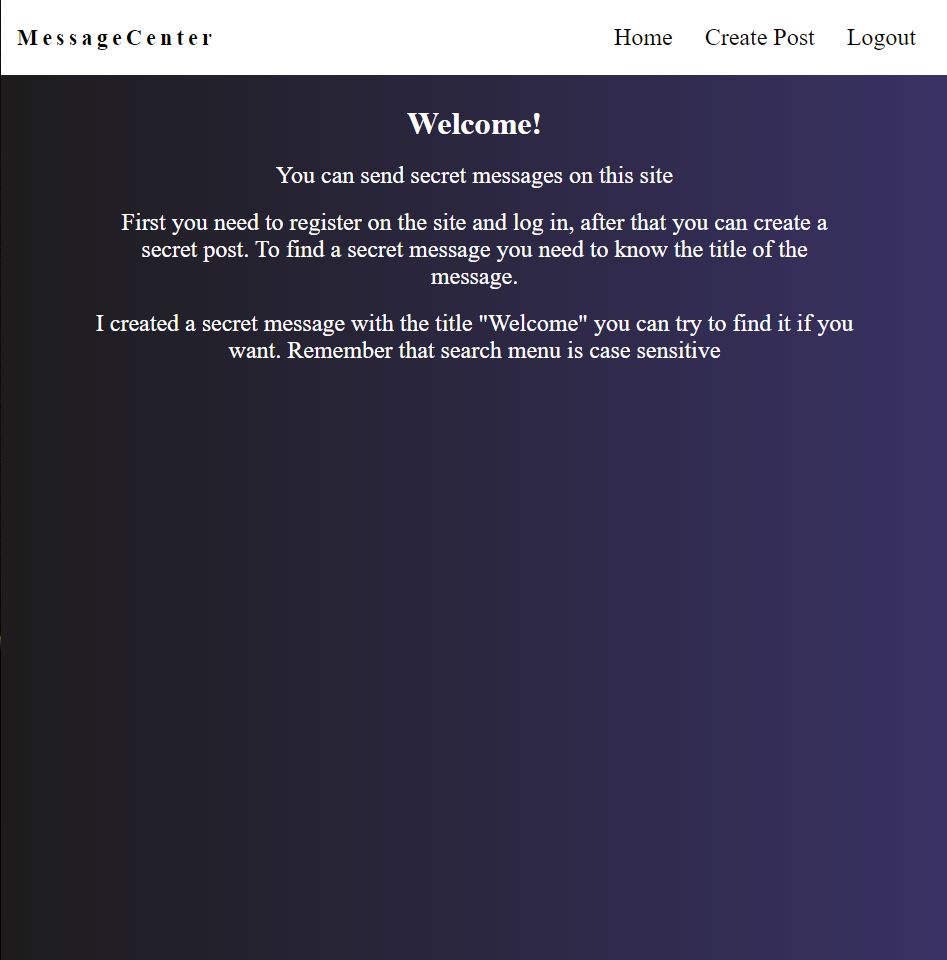 MessageCenter
Home Create Post Logout
Welcome!
You can send secret messages on this site
First you need to register on the site and log in, after that you can create a
secret post. To find a secret message you need to know the title of the
message.
I created a secret message with the title "Welcome" you can try to find it if you
want. Remember that search menu is case sensitive